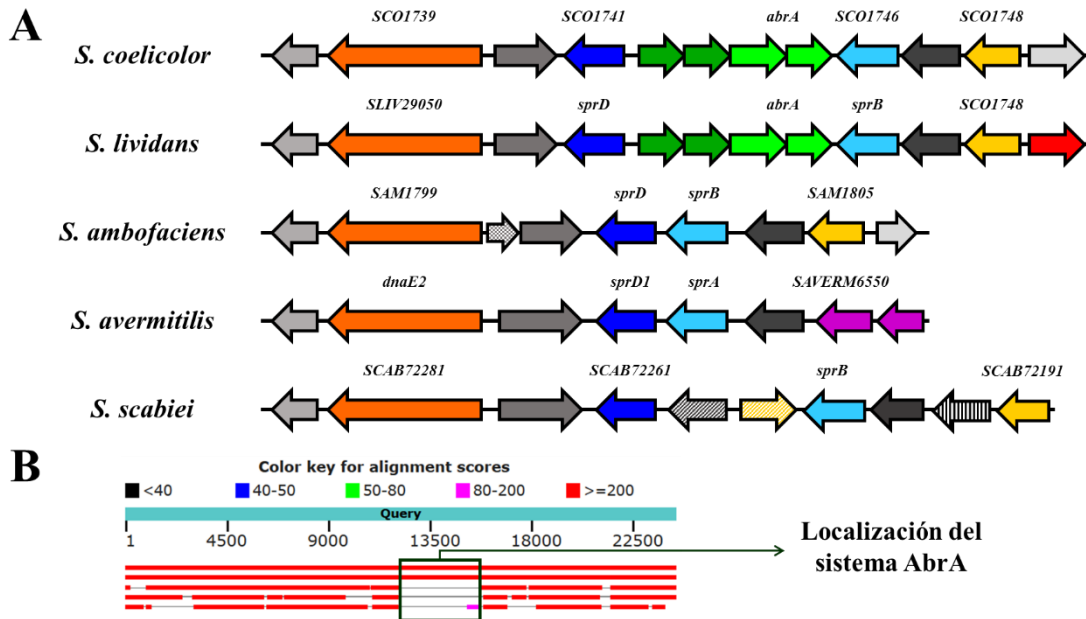 A
SCO1739 SCO1741 abrA SCO1746 SCO1748
S. coelicolor
SLIV29050 sprD abrA sprB SCO1748
S. lividans
SAM1799 sprD sprB SAM1805
S. ambofaciens
dnaE2 sprD1 sprA SAVERM6550
S. avermitilis
SCAB72281 SCAB72261 sprB SCAB72191
S. scabiei
B
Color key for alignment scores
<40 40-50 50-80 80-200 >=200
Query
1 4500 9000 13500 18000 22500
Localización del
sistema AbrA